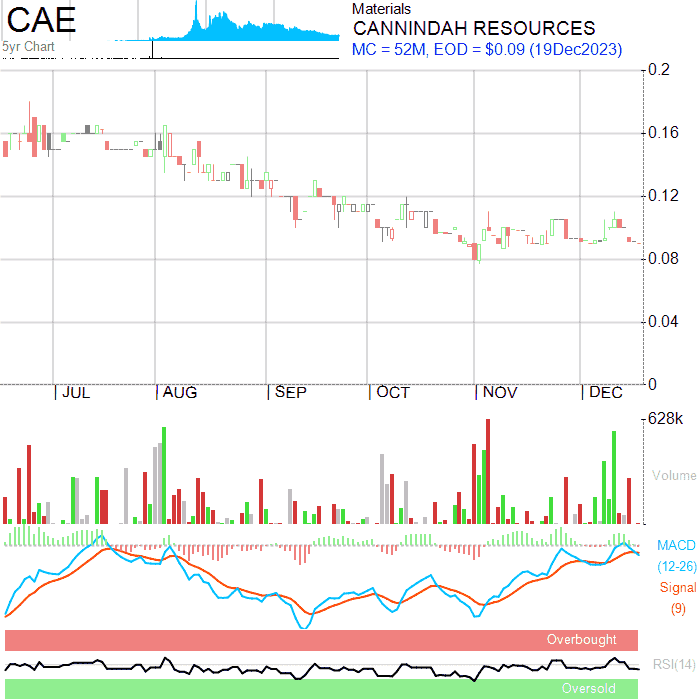 CAE
5yr Chart
Materials
CANNINDAH RESOURCES
MC = 52M, EOD = $0.09 (19Dec2023)
0.2
0.16
0.12
0.08
0.04
0
JUL
AUG
SEP
OCT
NOV
DEC
628k
Volume
MACD
(12-26)
Signal
(9)
Overbought
RSI(14)
Oversold